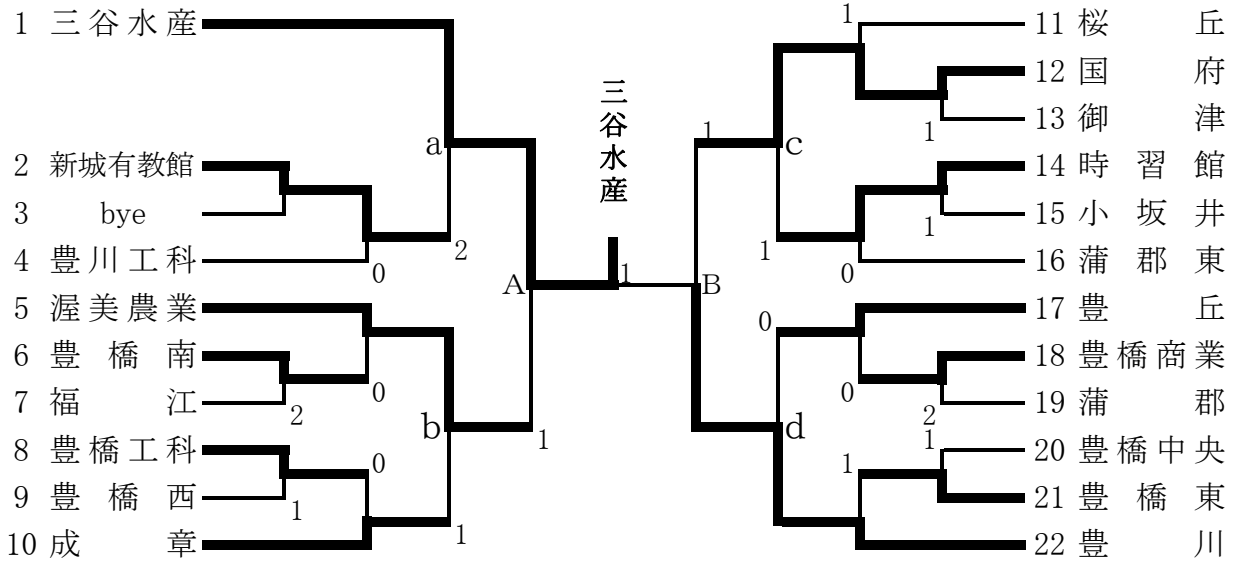 1 三谷水産
2 新城有教館
3 bye
4 豊川工科
5 渥美農業
6 豊橋南
7 福江
8 豊橋工科
9 豊橋西
10 成章
0
2
0
2
0
1
1
1
a
b
A
三谷水産
1
B
c
d
1
1
1
1
1
0
0
0
2
1
1
11 桜丘
12 国府
13 御津
14 時習館
15 小坂井
16 蒲郡東
17 豊丘
18 豊橋商業
19 蒲郡
20 豊橋中央
21 豊橋東
22 豊川